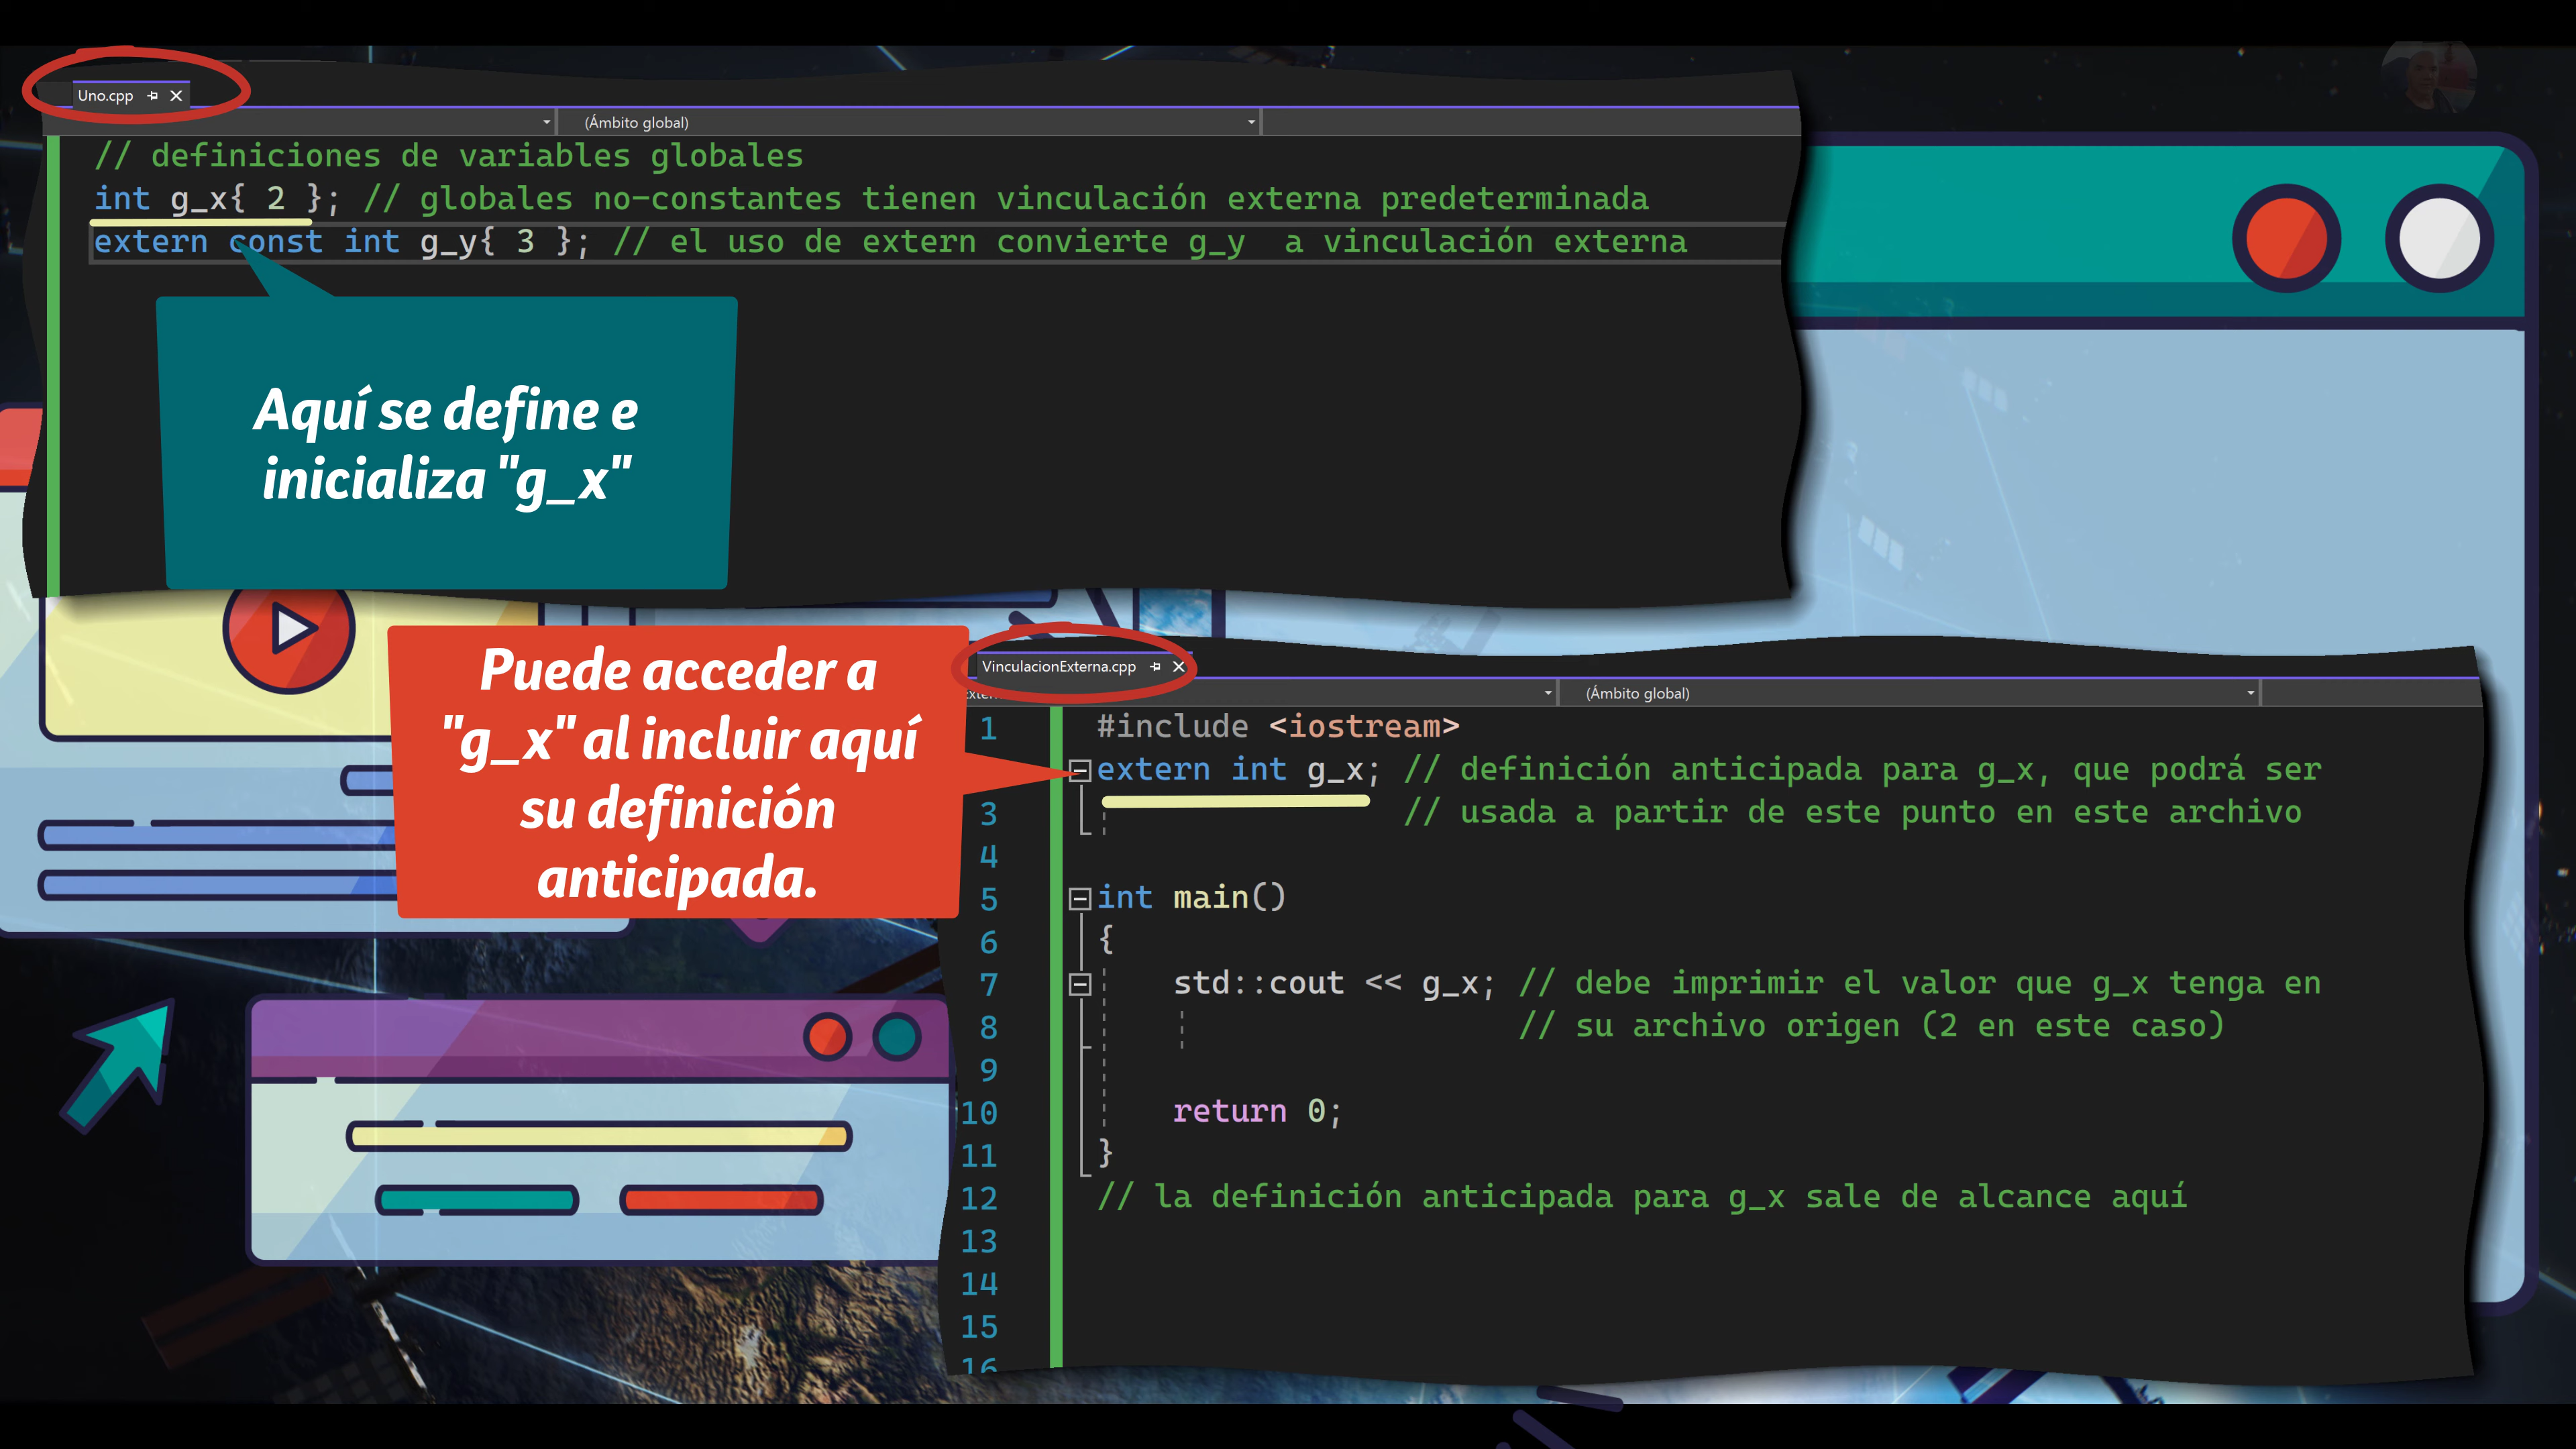 Uno.cpp
(Ámbito global)
// definiciones de variables globales
int g_x{ 2 }; // globales no-constantes tienen vinculación externa predeterminada
extern const int g_y{ 3 }; // el uso de extern convierte g_y  a vinculación externa
Aquí se define e
inicializa "g_x"
Puede acceder a
"g_x" al incluir aquí
su definición
anticipada.
VinculacionExterna.cpp
(Ámbito global)
1 #include <iostream>
extern int g_x; // definición anticipada para g_x, que podrá ser
3 // usada a partir de este punto en este archivo
4
5 int main()
6 {
7 std::cout << g_x; // debe imprimir el valor que g_x tenga en
8 // su archivo origen (2 en este caso)
9
10 return 0;
11 }
12 // la definición anticipada para g_x sale de alcance aquí
13
14
15
16